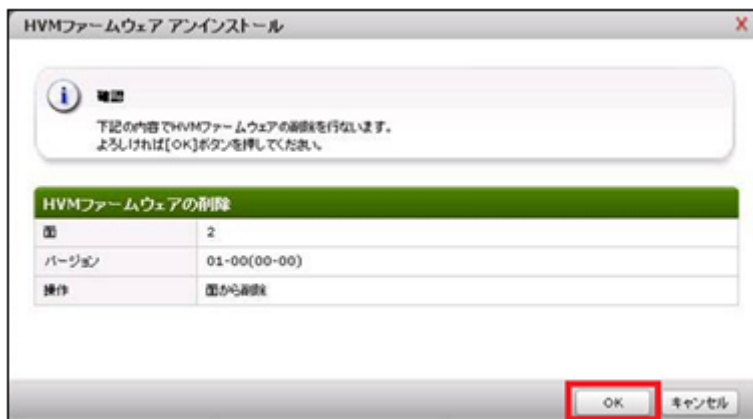 HVMファームウェア アンインストール
X
i 確認
下記の内容でHVMファームウェアの削除を行ないます。
よろしければ[OK]ボタンを押してください。
HVMファームウェアの削除
面 2
バージョン 01-00(00-00)
操作 面から削除
OK キャンセル